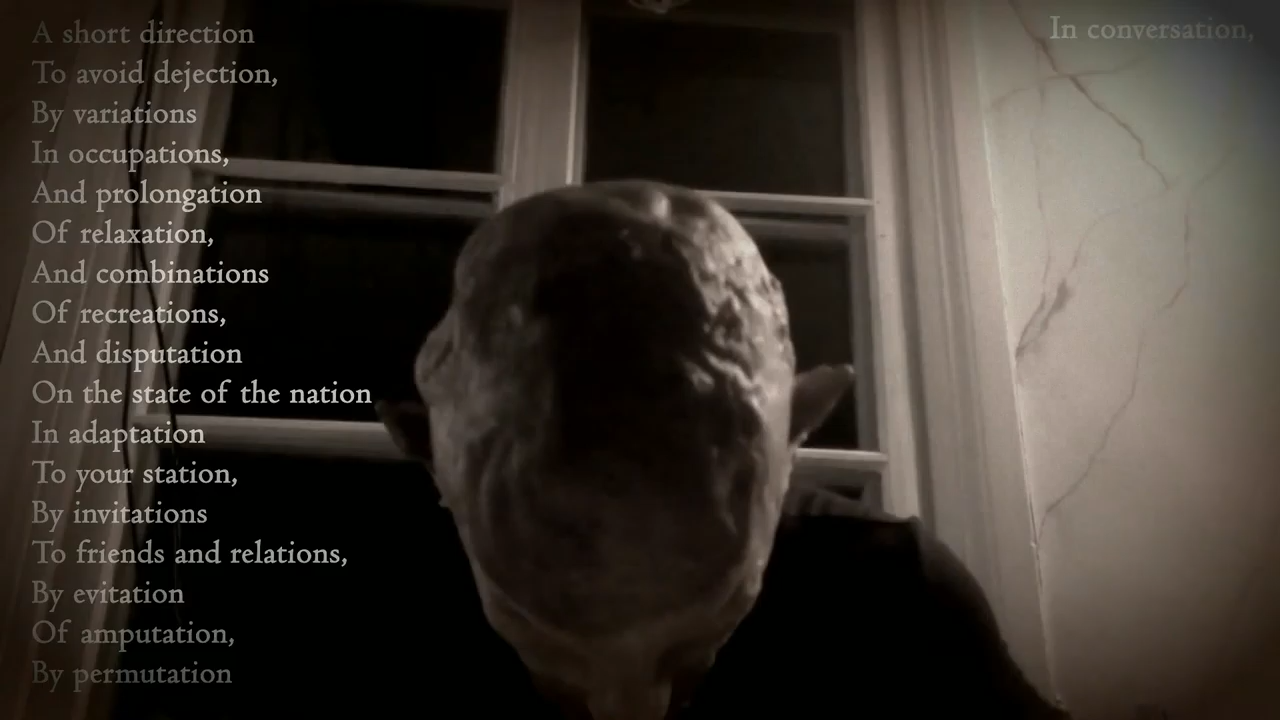 A short direction
To avoid dejection,
By variations
In occupations,
And prolongation
Of relaxation,
And combinations
Of recreations,
And disputation
On the state of the nation
In adaptation
To your station,
By invitations
To friends and relations,
By evitation
Of amputation,
By permutation
In conversation,